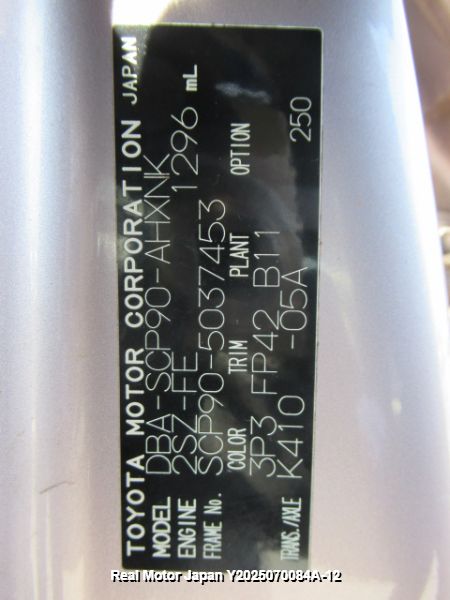 TOYOTA MOTOR CORPORATION JAPAN
MODEL DBA-SCP90-AHXNK
ENGINE 2SZ-FE 1296 mL
FRAME No. SCP90-5037453
COLOR TRIM PLANT OPTION
3P3 FP42 B11 250
TRANS./AXLE K410 -05A
Real Motor Japan Y2025070084A-12